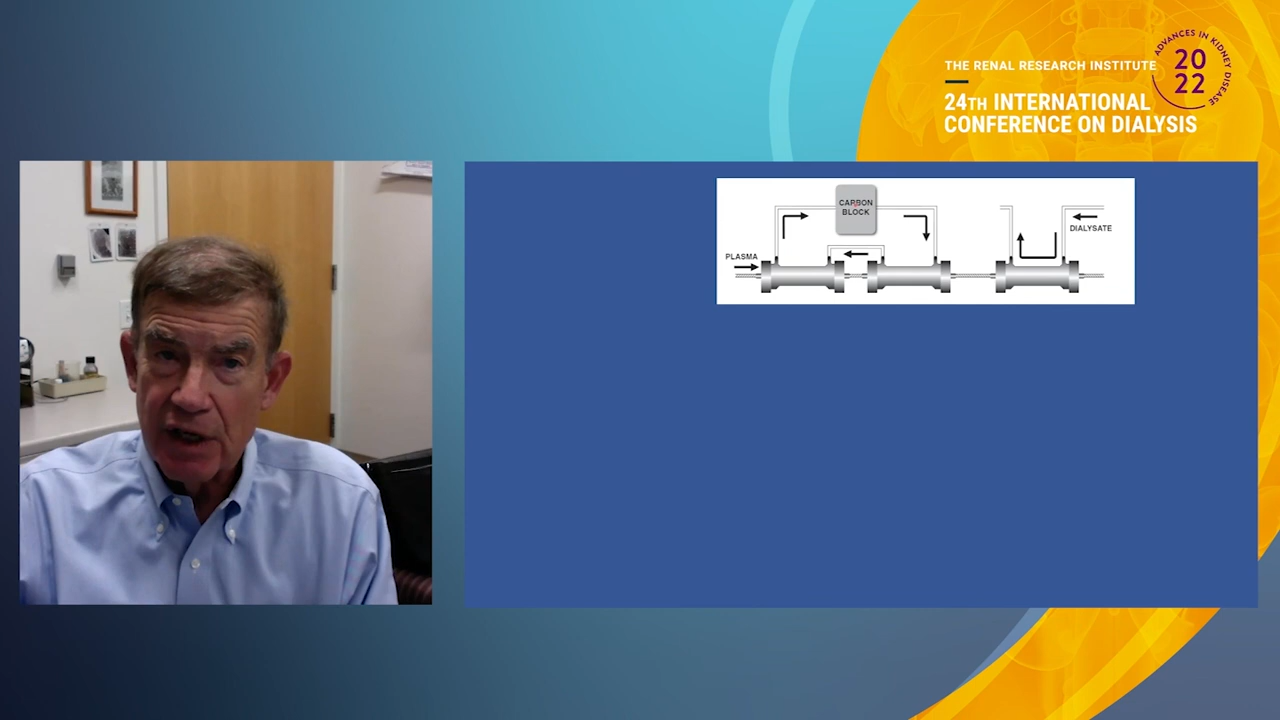 THE RENAL RESEARCH INSTITUTE
24TH INTERNATIONAL
CONFERENCE ON DIALYSIS
ADVANCES IN KIDNEY DISEASE
20
22
CARBON
BLOCK
DIALYSATE
PLASMA